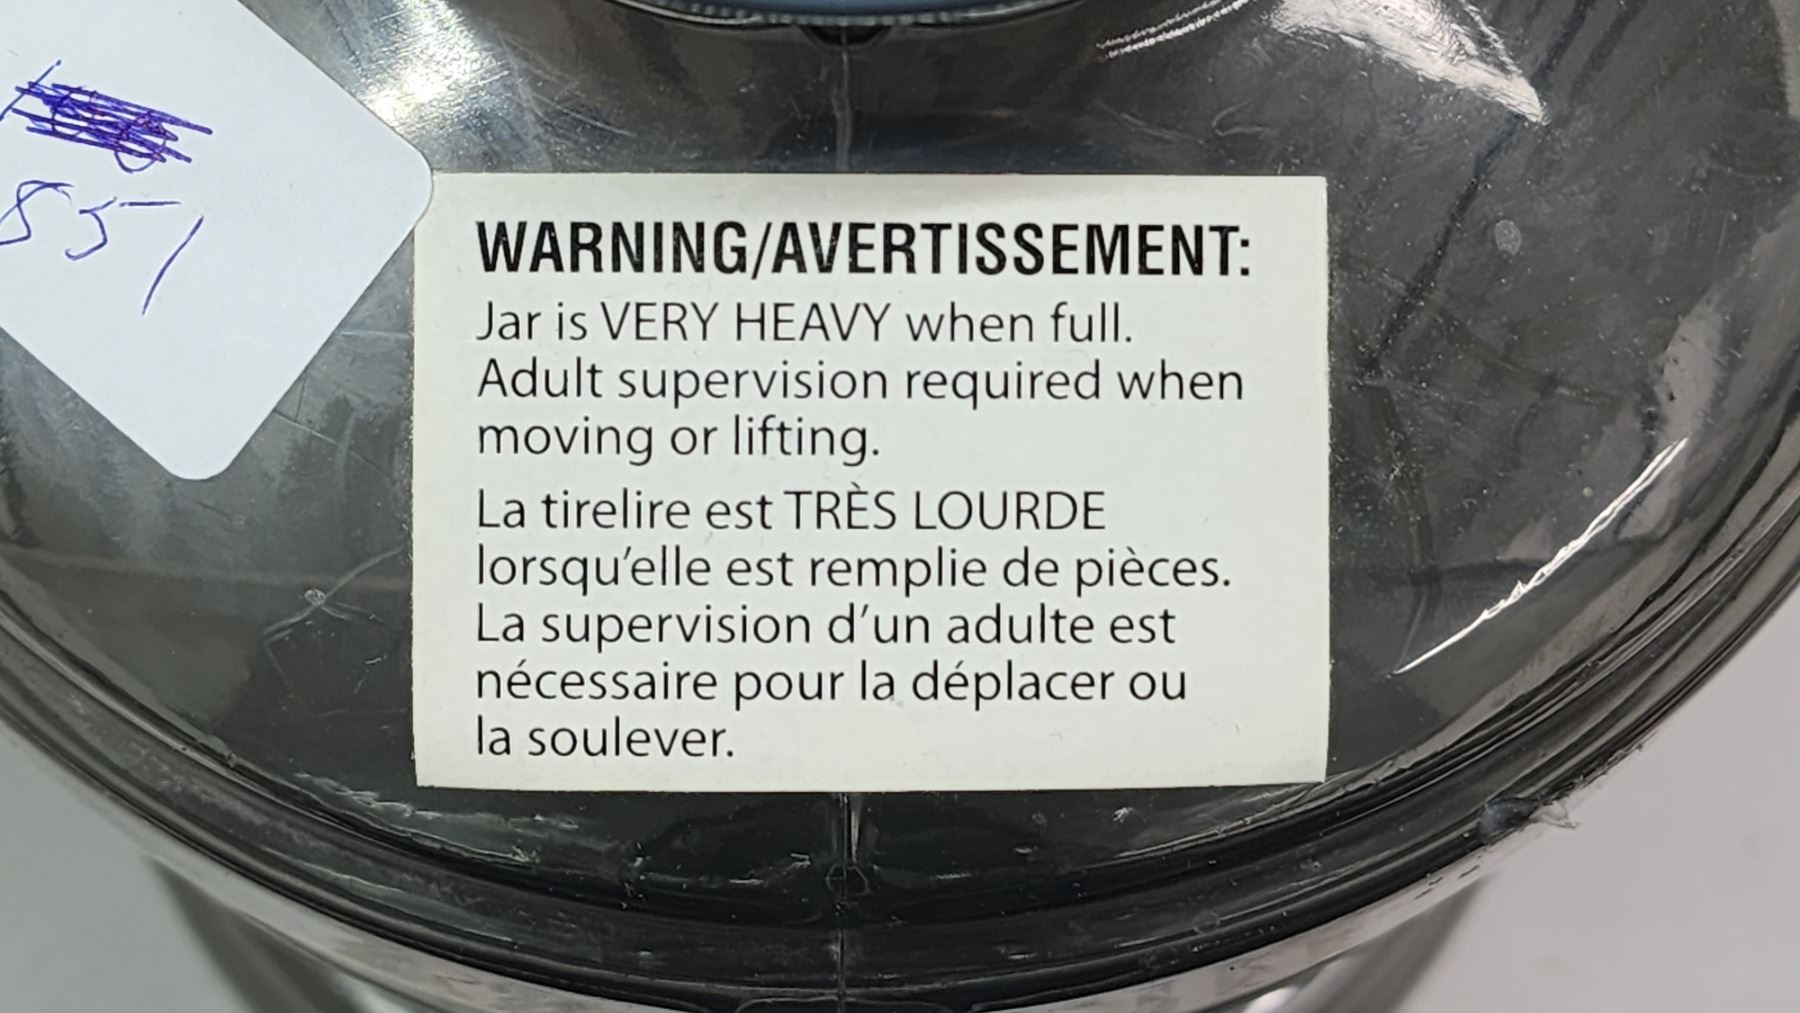 851
WARNING/AVERTISSEMENT:
Jar is VERY HEAVY when full.
Adult supervision required when
moving or lifting.
La tirelire est TRÈS LOURDE
lorsqu'elle est remplie de pièces.
La supervision d'un adulte est
nécessaire pour la déplacer ou
la soulever.